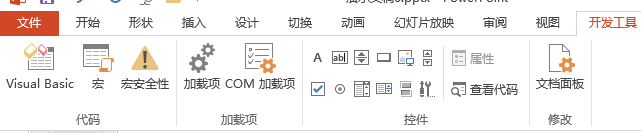 文件 开始 形状 插入 设计 切换 动画 幻灯片放映 审阅 视图 开发工具
A ab| 属性
Visual Basic 宏 宏安全性 加载项 COM 加载项 查看代码 文档面板
代码 加载项 控件 修改